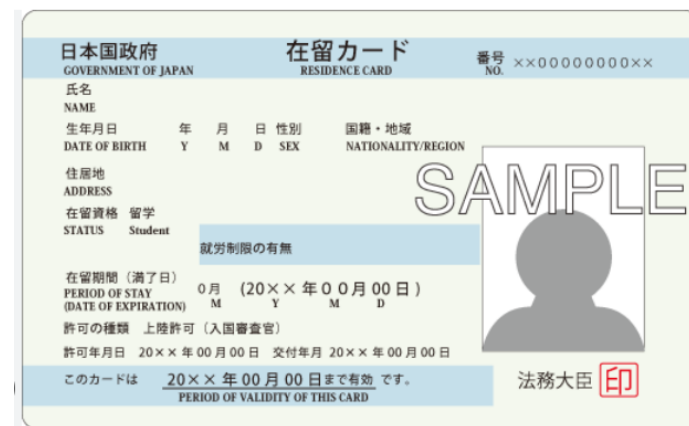 日本国政府 在留カード 番号 ××00000000××
GOVERNMENT OF JAPAN RESIDENCE CARD NO.
氏名
NAME
生年月日 年 月 日 性別 国籍・地域
DATE OF BIRTH Y M D SEX NATIONALITY/REGION
住居地
ADDRESS
SAMPLE
在留資格 留学
STATUS Student
就労制限の有無
在留期間（満了日） 0月 (20×× 年００月 00 日)
PERIOD OF STAY M Y M D
(DATE OF EXPIRATION)
許可の種類 上陸許可（入国審査官）
許可年月日 20×× 年 00 月 00 日 交付年月 20×× 年 00 月 00 日
このカードは 20×× 年 00 月 00 日まで有効 です。 法務大臣 印
PERIOD OF VALIDITY OF THIS CARD